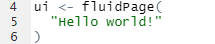 4 ui <- fluidPage(
5   "Hello world!"
6 )